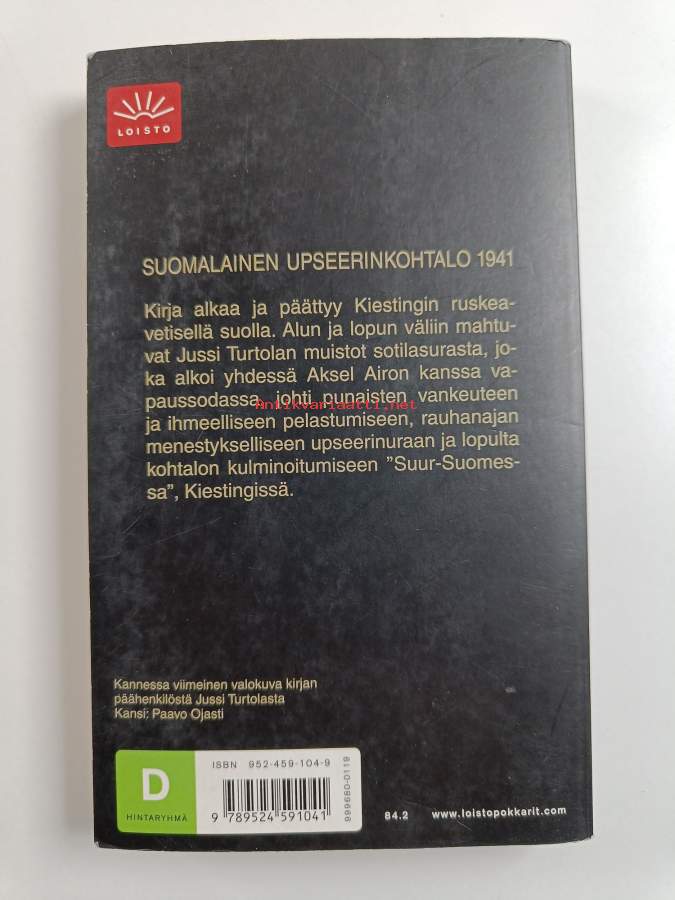 LOISTO
SUOMALAINEN UPSEERINKOHTALO 1941
Kirja alkaa ja päättyy Kiestingin ruskea-
vetisellä suolla. Alun ja lopun väliin mahtu-
vat Jussi Turtolan muistot sotilasurasta, jo-
ka alkoi yhdessä Aksel Airon kanssa va-
paussodassa, johti punaisten vankeuteen
Antikvariaatti.net
ja ihmeelliseen pelastumiseen, rauhanajan
menestykselliseen upseerinuraan ja lopulta
kohtalon kulminoitumiseen "Suur-Suomes-
sa", Kiestingissä.
Kannessa viimeinen valokuva kirjan
päähenkilöstä Jussi Turtolasta
Kansi: Paavo Ojasti
D
HINTARYHMÄ
ISBN 952-459-104-9
9 789524 591041
999680-0119
84.2 www.loistopokkarit.com